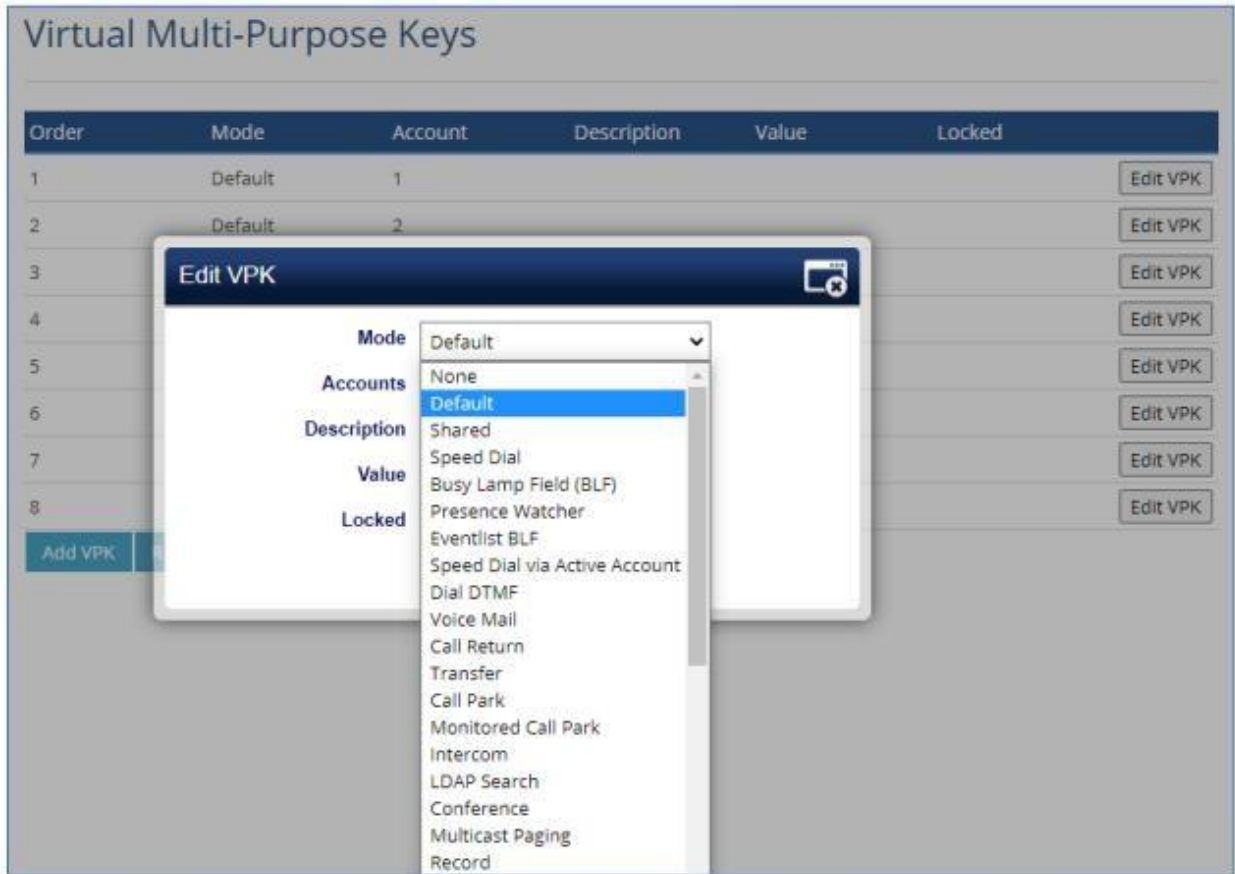 Virtual Multi-Purpose Keys
Order Mode Account Description Value Locked
1 Default 1 Edit VPK
2 Default 2 Edit VPK
3 Edit VPK
4 Edit VPK
5 Edit VPK
6 Edit VPK
7 Edit VPK
8 Edit VPK
Add VPK
Edit VPK
Mode Default
Accounts
Description
Value
Locked
None
Default
Shared
Speed Dial
Busy Lamp Field (BLF)
Presence Watcher
Eventlist BLF
Speed Dial via Active Account
Dial DTMF
Voice Mail
Call Return
Transfer
Call Park
Monitored Call Park
Intercom
LDAP Search
Conference
Multicast Paging
Record